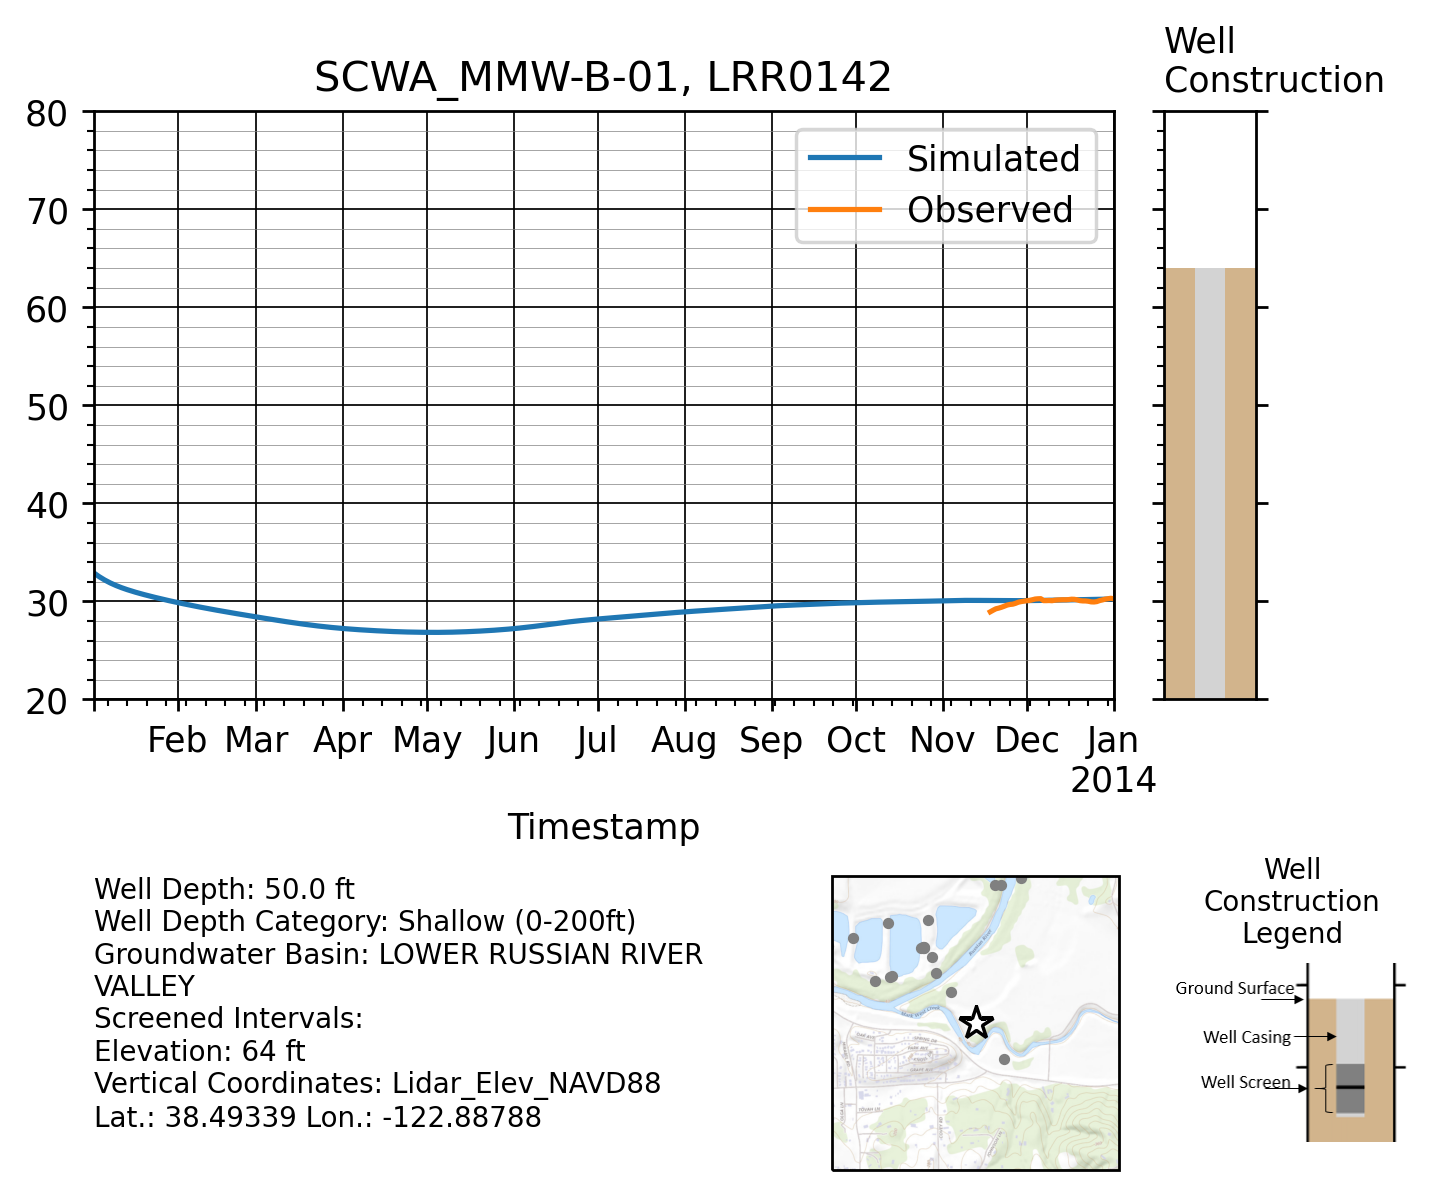 Well
Construction
SCWA_MMW-B-01, LRR0142
80
70
60
50
40
30
20
Simulated
Observed
Feb Mar Apr May Jun Jul Aug Sep Oct Nov Dec Jan
2014
Timestamp
Well Depth: 50.0 ft
Well Depth Category: Shallow (0-200ft)
Groundwater Basin: LOWER RUSSIAN RIVER
VALLEY
Screened Intervals:
Elevation: 64 ft
Vertical Coordinates: Lidar_Elev_NAVD88
Lat.: 38.49339 Lon.: -122.88788
Well
Construction
Legend
Ground Surface
Well Casing
Well Screen